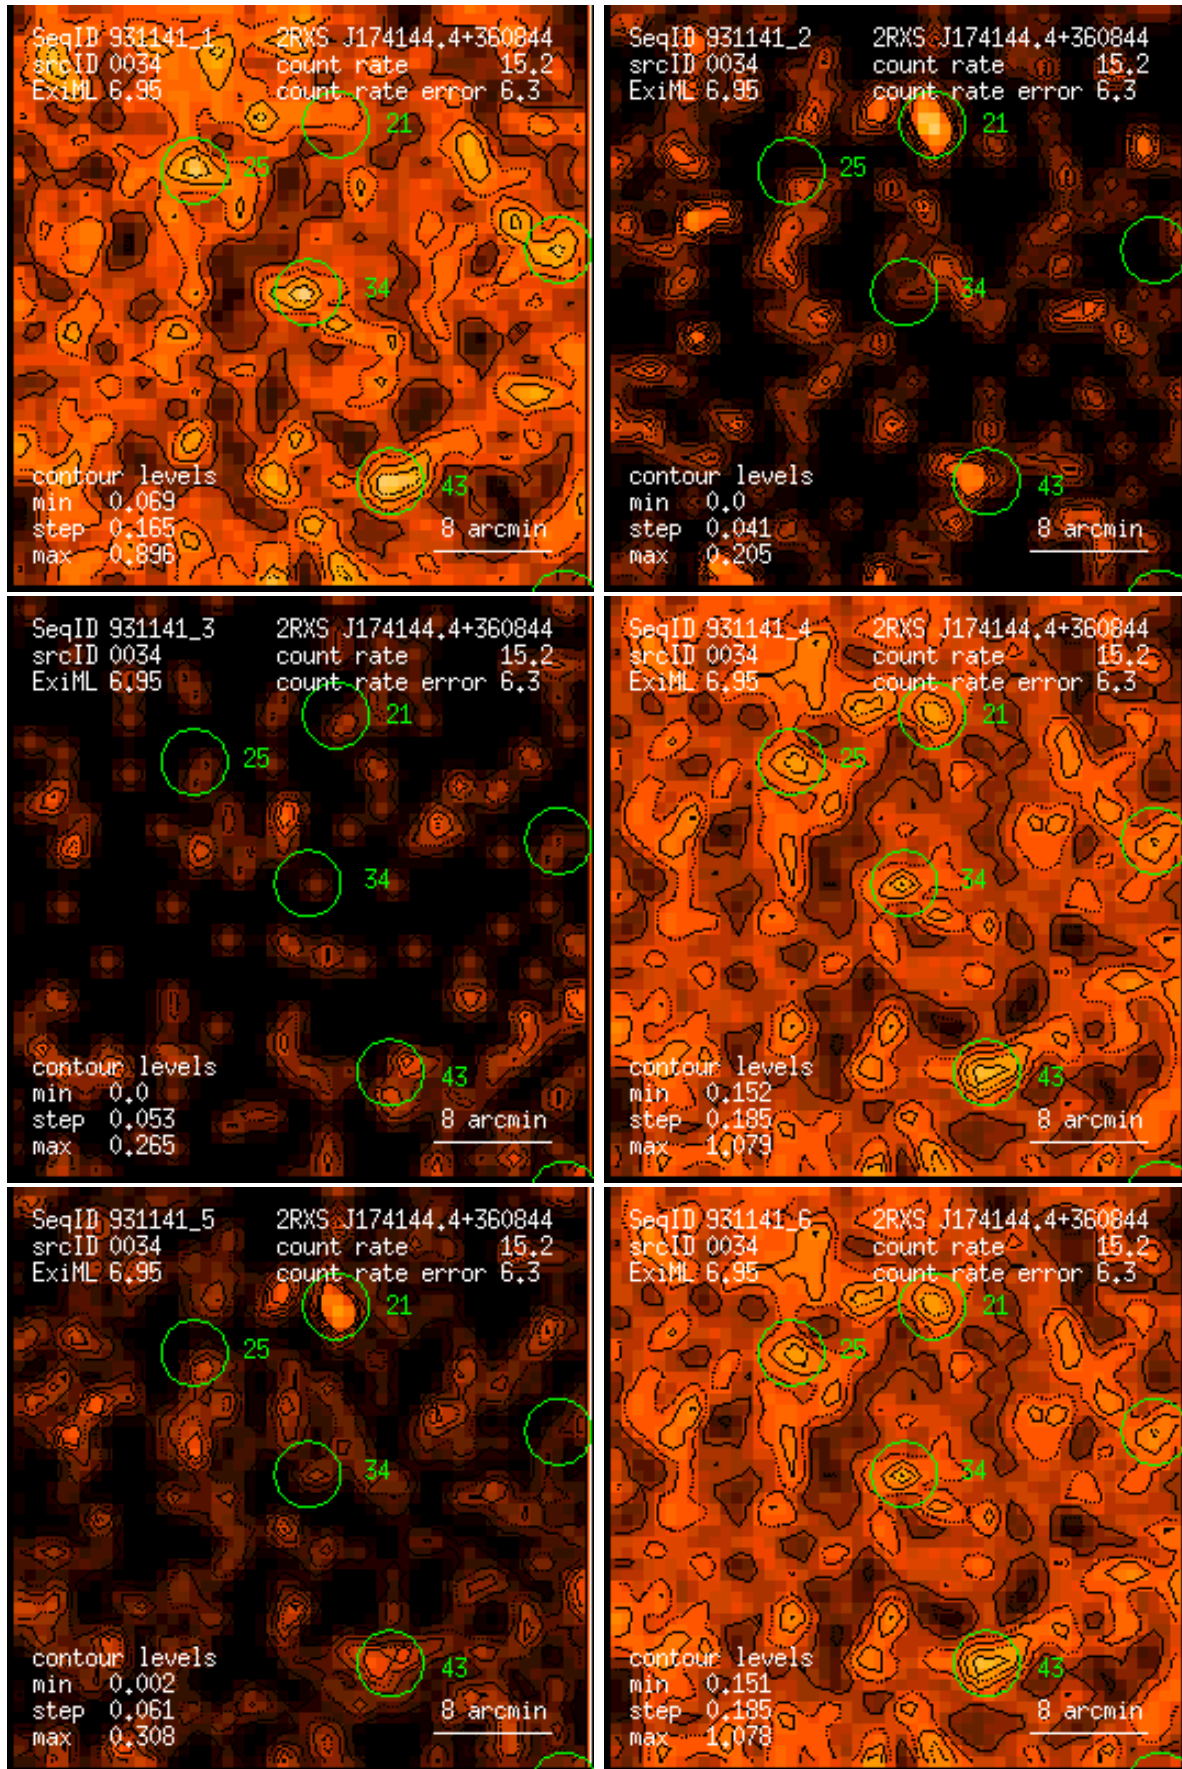 SeqID 931141_1 2RXS J174144.4+360844
srcID 0034 count rate 15.2
ExiML 6.95 count rate error 6.3
21
25
34
contour levels
43
min 0.069
step 0.165 8 arcmin
max 0.896
SeqID 931141_2 2RXS J174144.4+360844
srcID 0034 count rate 15.2
ExiML 6.95 count rate error 6.3
21
25
34
contour levels
43
min 0.0
step 0.041 8 arcmin
max 0.205
SeqID 931141_3 2RXS J174144.4+360844
srcID 0034 count rate 15.2
ExiML 6.95 count rate error 6.3
21
25
34
contour levels
43
min 0.0
step 0.053 8 arcmin
max 0.265
SeqID 931141_4 2RXS J174144.4+360844
srcID 0034 count rate 15.2
ExiML 6.95 count rate error 6.3
21
25
34
contour levels
43
min 0.152
step 0.185 8 arcmin
max 1.079
SeqID 931141_5 2RXS J174144.4+360844
srcID 0034 count rate 15.2
ExiML 6.95 count rate error 6.3
21
25
34
contour levels
43
min 0.002
step 0.061 8 arcmin
max 0.308
SeqID 931141_6 2RXS J174144.4+360844
srcID 0034 count rate 15.2
ExiML 6.95 count rate error 6.3
21
25
34
contour levels
43
min 0.151
step 0.185 8 arcmin
max 1.078